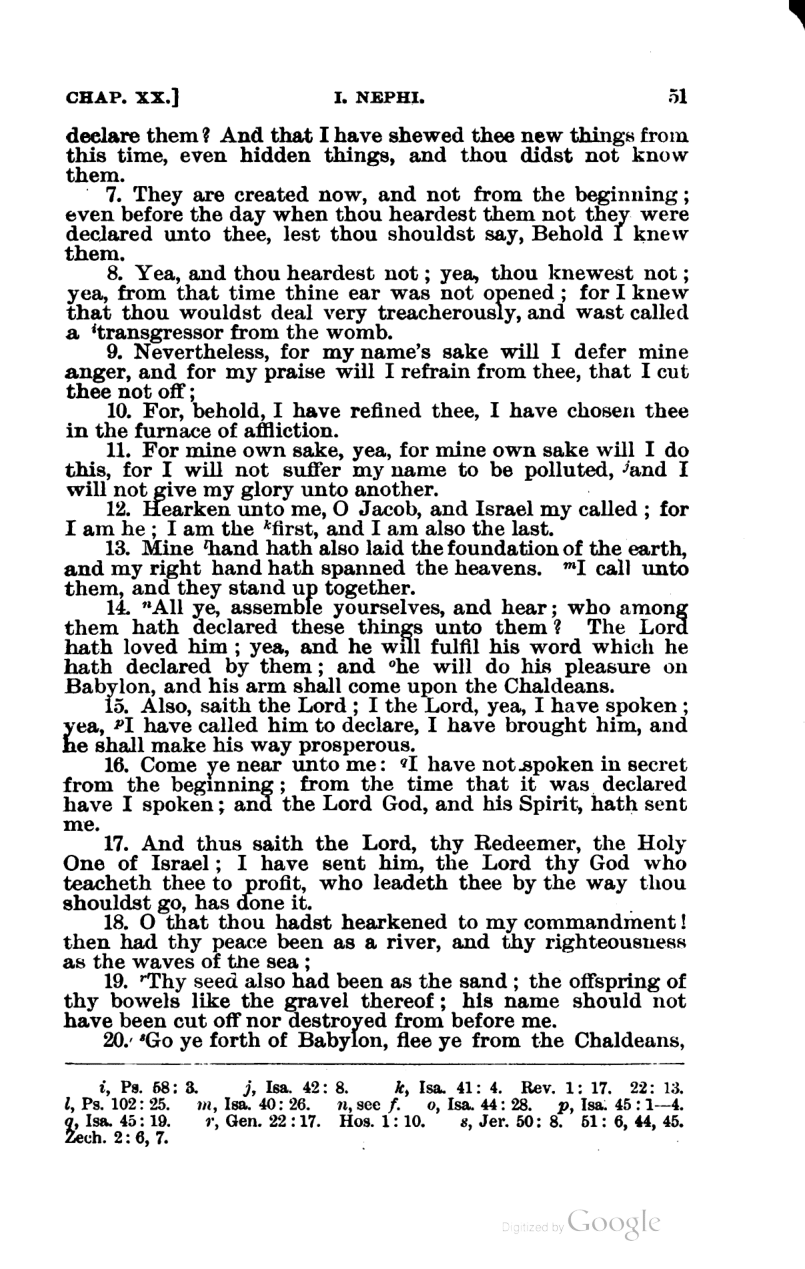 CHAP. XX.] I. NEPHI. 51
declare them? And that I have shewed thee new things from
this time, even hidden things, and thou didst not know
them.
7. They are created now, and not from the beginning;
even before the day when thou heardest them not they were
declared unto thee, lest thou shouldst say, Behold I knew
them.
8. Yea, and thou heardest not; yea, thou knewest not;
yea, from that time thine ear was not opened; for I knew
that thou wouldst deal very treacherously, and wast called
a ⁱtransgressor from the womb.
9. Nevertheless, for my name's sake will I defer mine
anger, and for my praise will I refrain from thee, that I cut
thee not off;
10. For, behold, I have refined thee, I have chosen thee
in the furnace of affliction.
11. For mine own sake, yea, for mine own sake will I do
this, for I will not suffer my name to be polluted, ʲand I
will not give my glory unto another.
12. Hearken unto me, O Jacob, and Israel my called; for
I am he; I am the ᵏfirst, and I am also the last.
13. Mine ˡhand hath also laid the foundation of the earth,
and my right hand hath spanned the heavens. ᵐI call unto
them, and they stand up together.
14. ⁿAll ye, assemble yourselves, and hear; who among
them hath declared these things unto them? The Lord
hath loved him; yea, and he will fulfil his word which he
hath declared by them; and ᵒhe will do his pleasure on
Babylon, and his arm shall come upon the Chaldeans.
15. Also, saith the Lord; I the Lord, yea, I have spoken;
yea, ᵖI have called him to declare, I have brought him, and
he shall make his way prosperous.
16. Come ye near unto me: qI have not spoken in secret
from the beginning; from the time that it was declared
have I spoken; and the Lord God, and his Spirit, hath sent
me.
17. And thus saith the Lord, thy Redeemer, the Holy
One of Israel; I have sent him, the Lord thy God who
teacheth thee to profit, who leadeth thee by the way thou
shouldst go, has done it.
18. O that thou hadst hearkened to my commandment!
then had thy peace been as a river, and thy righteousness
as the waves of the sea;
19. ʳThy seed also had been as the sand; the offspring of
thy bowels like the gravel thereof; his name should not
have been cut off nor destroyed from before me.
20. ˢGo ye forth of Babylon, flee ye from the Chaldeans,
i, Ps. 58: 3. j, Isa. 42: 8. k, Isa. 41: 4. Rev. 1: 17. 22: 13.
l, Ps. 102: 25. m, Isa. 40: 26. n, see f. o, Isa. 44: 28. p, Isa. 45: 1—4.
q, Isa. 45: 19. r, Gen. 22: 17. Hos. 1: 10. s, Jer. 50: 8. 51: 6, 44, 45.
Zech. 2: 6, 7.
Digitized by Google